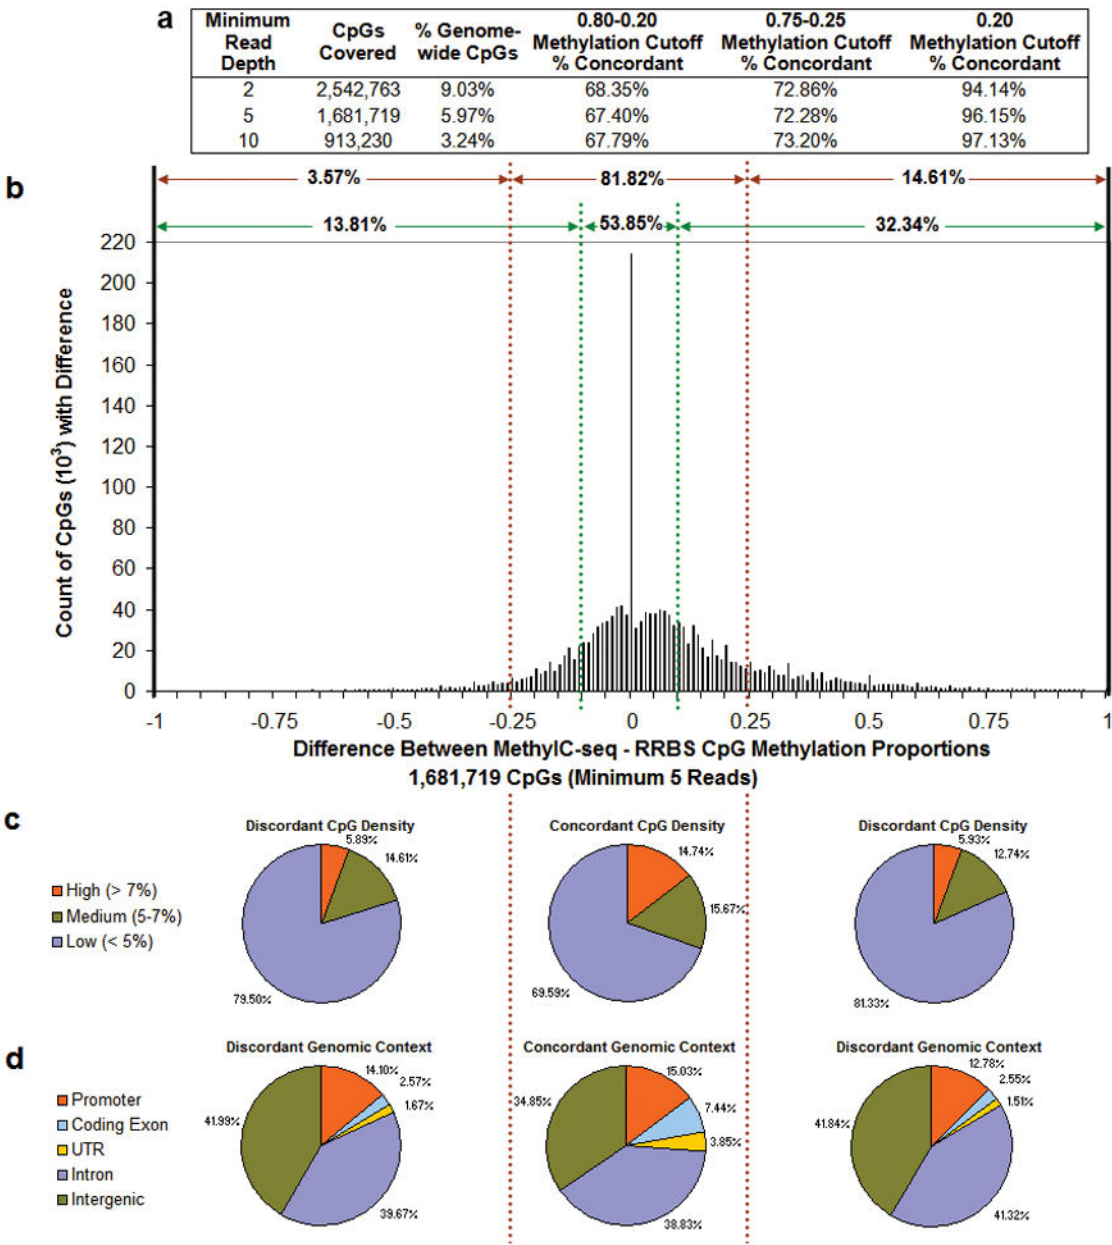 a
Minimum Read Depth CpGs Covered % Genome-wide CpGs 0.80-0.20 Methylation Cutoff % Concordant 0.75-0.25 Methylation Cutoff % Concordant 0.20 Methylation Cutoff % Concordant
2 2,542,763 9.03% 68.35% 72.86% 94.14%
5 1,681,719 5.97% 67.40% 72.28% 96.15%
10 913,230 3.24% 67.79% 73.20% 97.13%
b
3.57% 81.82% 14.61%
13.81% 53.85% 32.34%
Count of CpGs (10³) with Difference
220
200
180
160
140
120
100
80
60
40
20
0
-1 -0.75 -0.5 -0.25 0 0.25 0.5 0.75 1
Difference Between MethylC-seq - RRBS CpG Methylation Proportions
1,681,719 CpGs (Minimum 5 Reads)
c
High (> 7%)
Medium (5-7%)
Low (< 5%)
Discordant CpG Density
5.89%
14.61%
79.50%
Concordant CpG Density
14.74%
15.67%
69.59%
Discordant CpG Density
5.93%
12.74%
81.33%
d
Promoter
Coding Exon
UTR
Intron
Intergenic
Discordant Genomic Context
14.10%
2.57%
1.67%
41.99%
39.67%
Concordant Genomic Context
15.03%
34.85%
7.44%
3.85%
38.83%
Discordant Genomic Context
12.78%
2.55%
1.51%
41.84%
41.32%